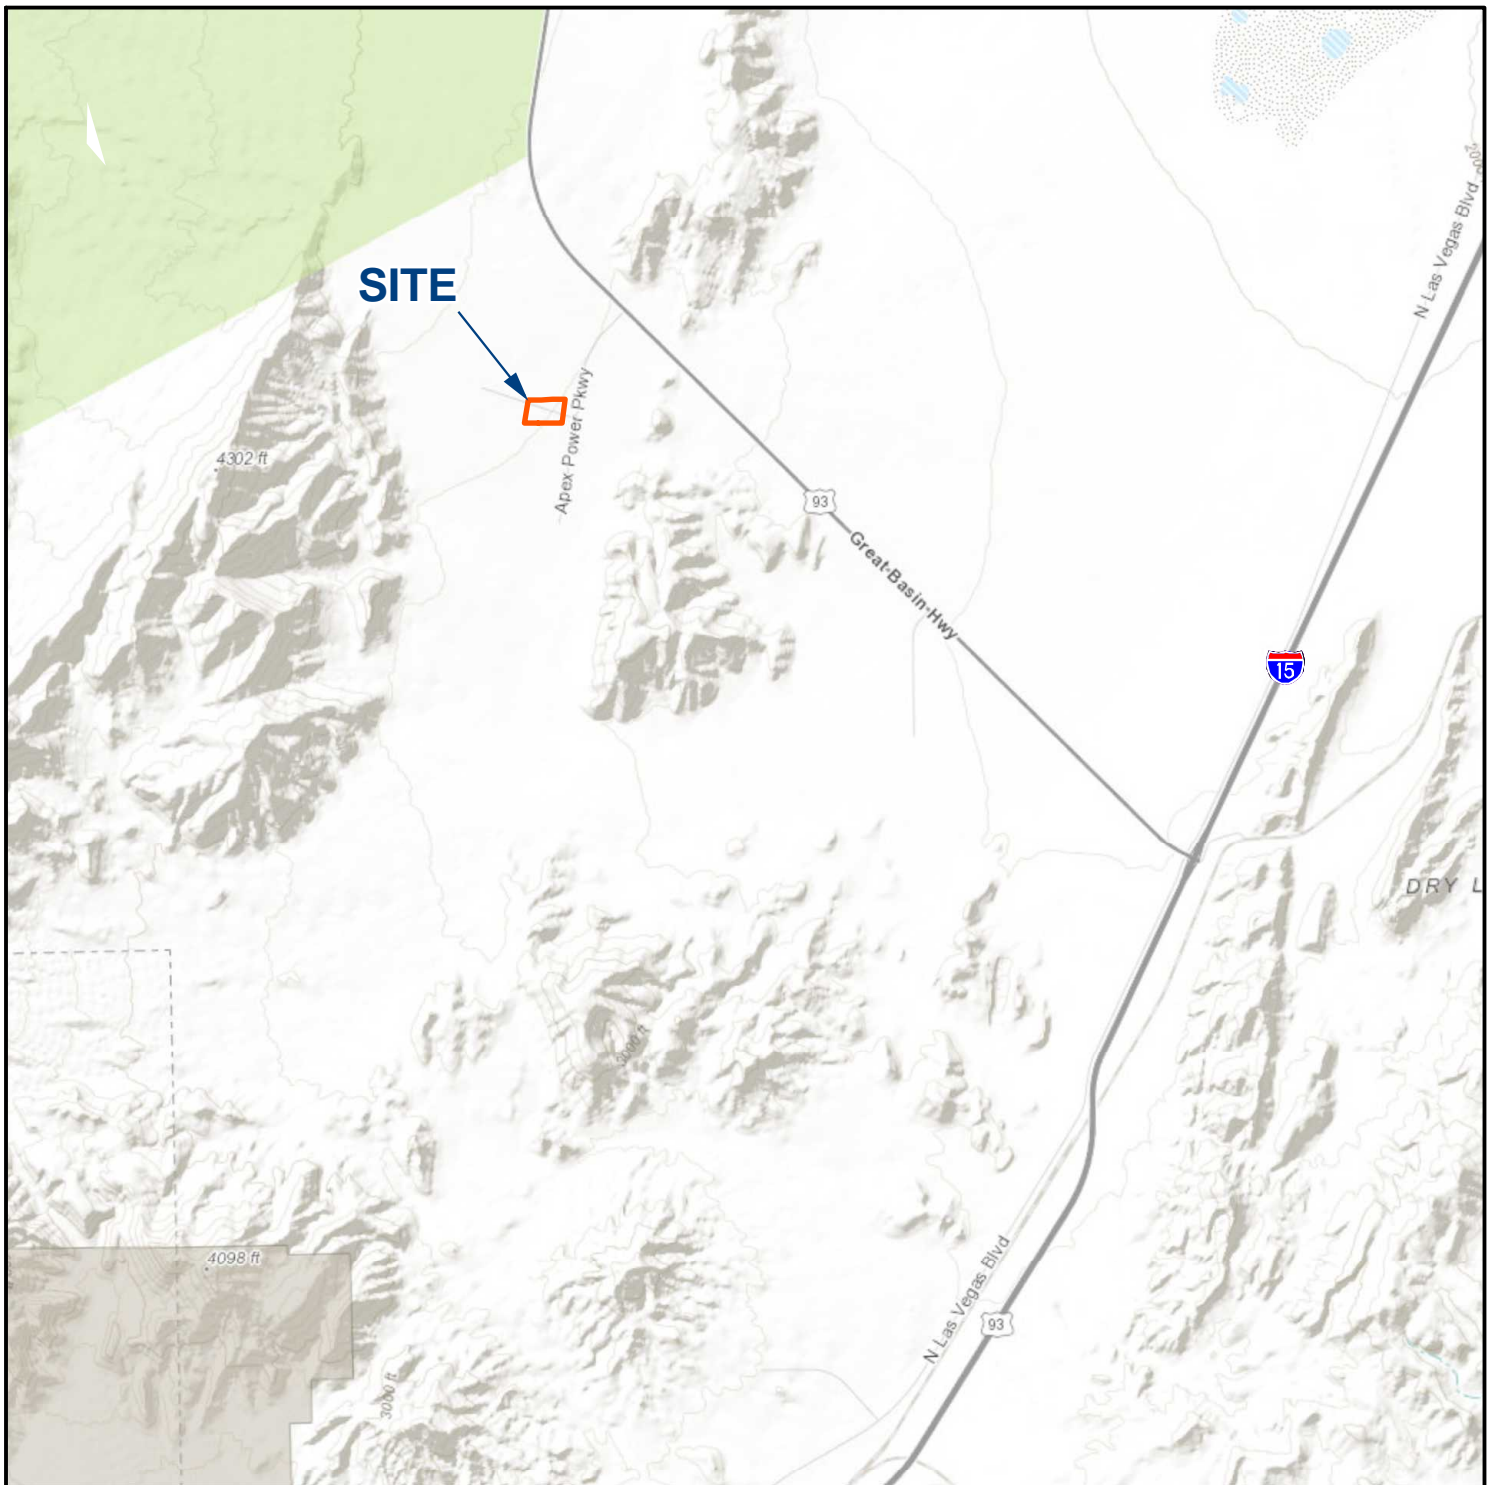 2000
N Las Vegas Blvd
SITE
Apex Power Pkwy
4302 ft
93
Great-Basin-Hwy
15
DRY L
3000 ft
4098 ft
N Las Vegas Blvd
93
3000 ft